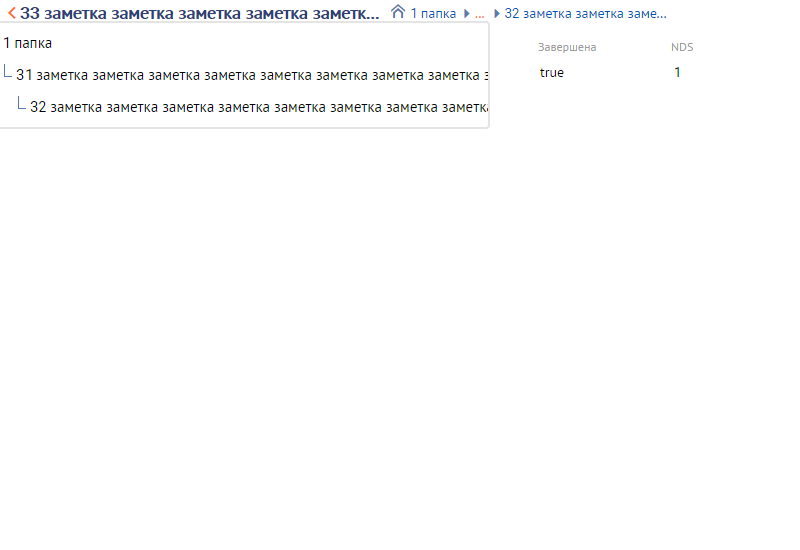 33 заметка заметка заметка заметка заметк... 1 папка ... 32 заметка заметка заме...
1 папка
31 заметка заметка заметка заметка заметка заметка заметка заметка
32 заметка заметка заметка заметка заметка заметка заметка заметка
Завершена NDS
true 1